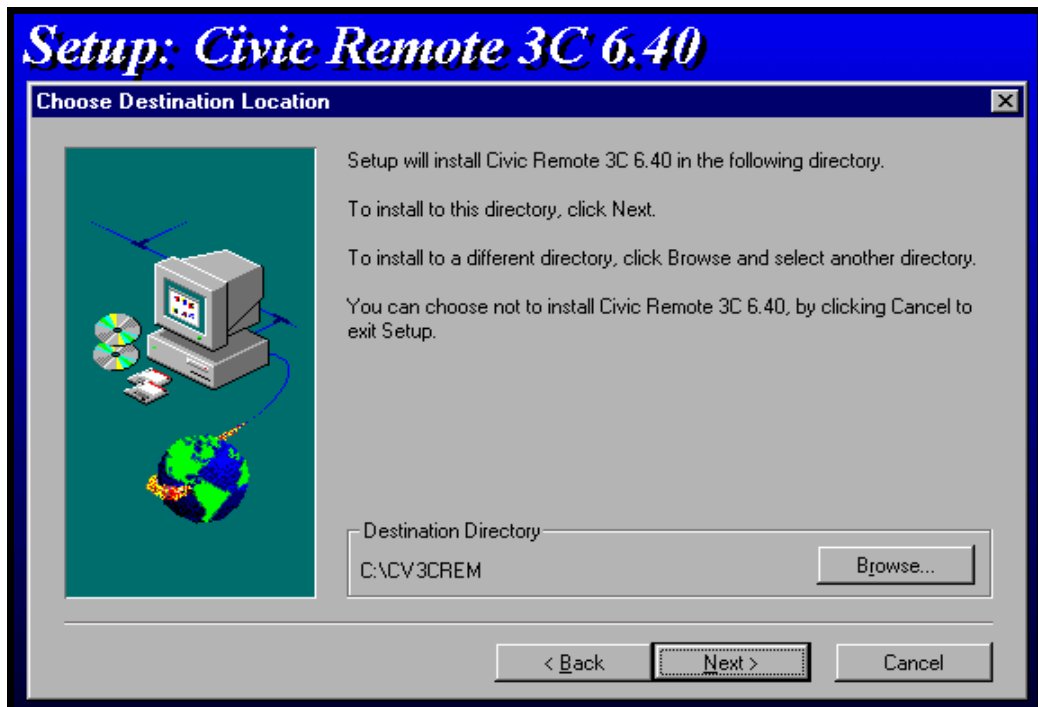 Setup: Civic Remote 3C 6.40
Choose Destination Location
Setup will install Civic Remote 3C 6.40 in the following directory.
To install to this directory, click Next.
To install to a different directory, click Browse and select another directory.
You can choose not to install Civic Remote 3C 6.40, by clicking Cancel to
exit Setup.
Destination Directory
C:\CV3CREM
Browse...
< Back
Next >
Cancel